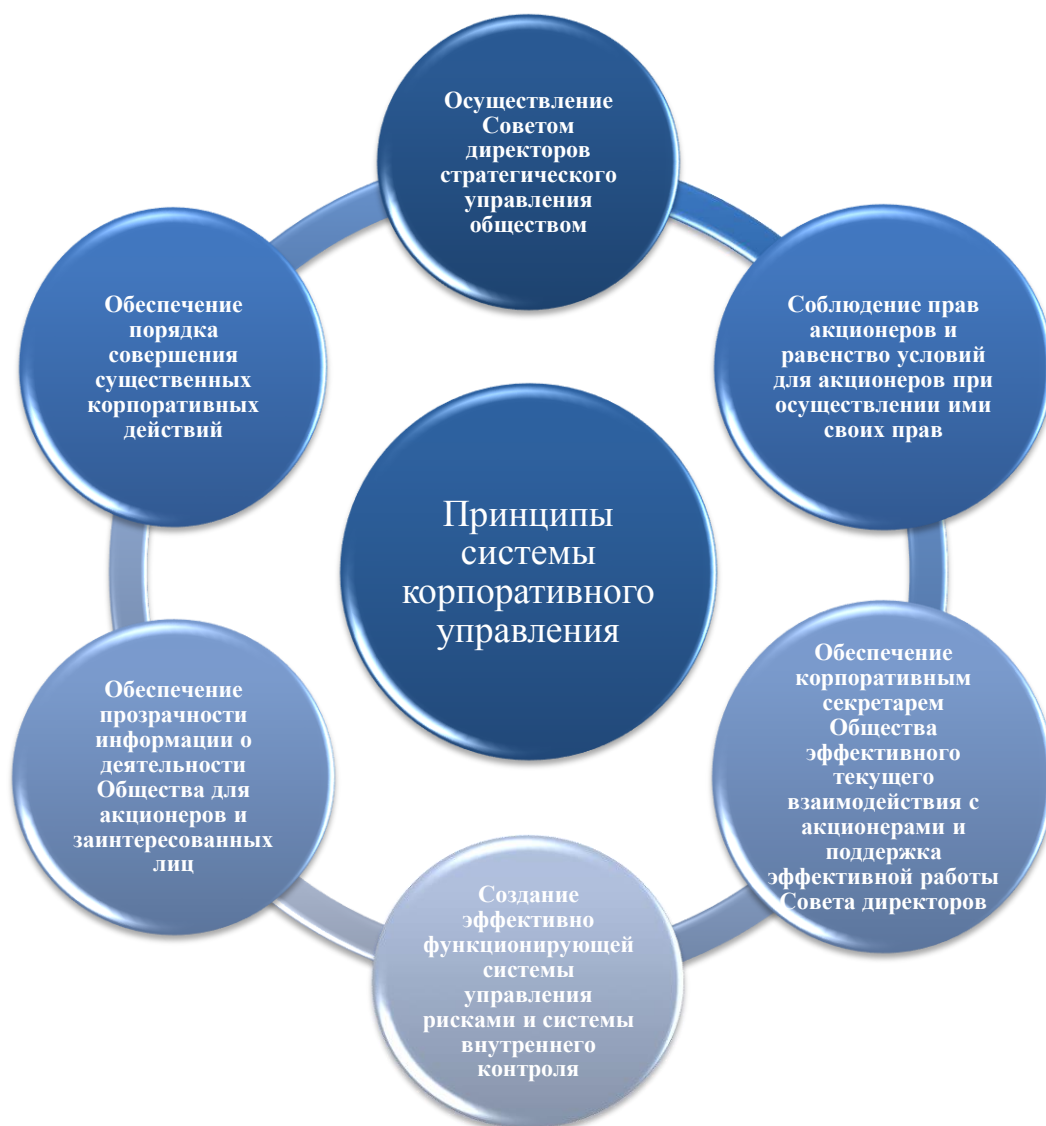 Осуществление
Советом
директоров
стратегического
управления
обществом
Соблюдение прав
акционеров и
равенство условий
для акционеров при
осуществлении ими
своих прав
Обеспечение
корпоративным
секретарем
Общества
эффективного
текущего
взаимодействия с
акционерами и
поддержка
эффективной работы
Совета директоров
Создание
эффективно
функционирующей
системы
управления
рисками и системы
внутреннего
контроля
Обеспечение
прозрачности
информации о
деятельности
Общества для
акционеров и
заинтересованных
лиц
Обеспечение
порядка
совершения
существенных
корпоративных
действий
Принципы
системы
корпоративного
управления